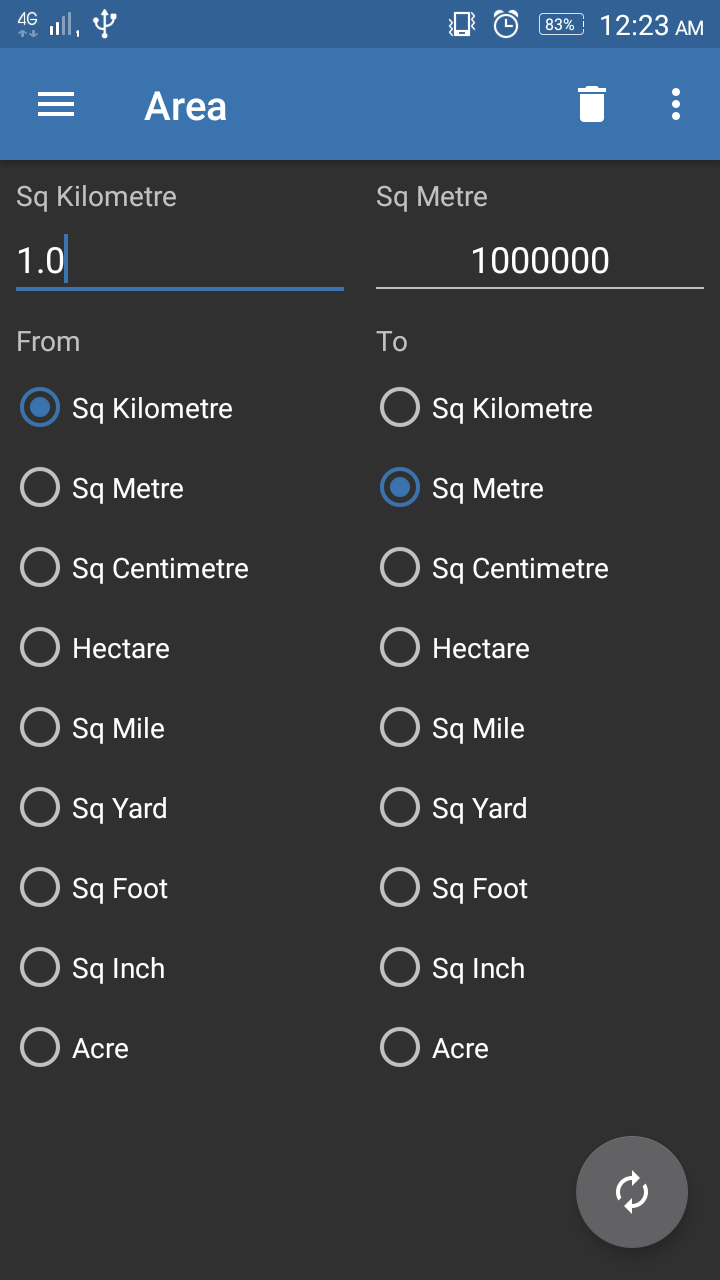 4G 1 83% 12:23 AM
Area
Sq Kilometre Sq Metre
1.0 1000000
From To
Sq Kilometre Sq Kilometre
Sq Metre Sq Metre
Sq Centimetre Sq Centimetre
Hectare Hectare
Sq Mile Sq Mile
Sq Yard Sq Yard
Sq Foot Sq Foot
Sq Inch Sq Inch
Acre Acre